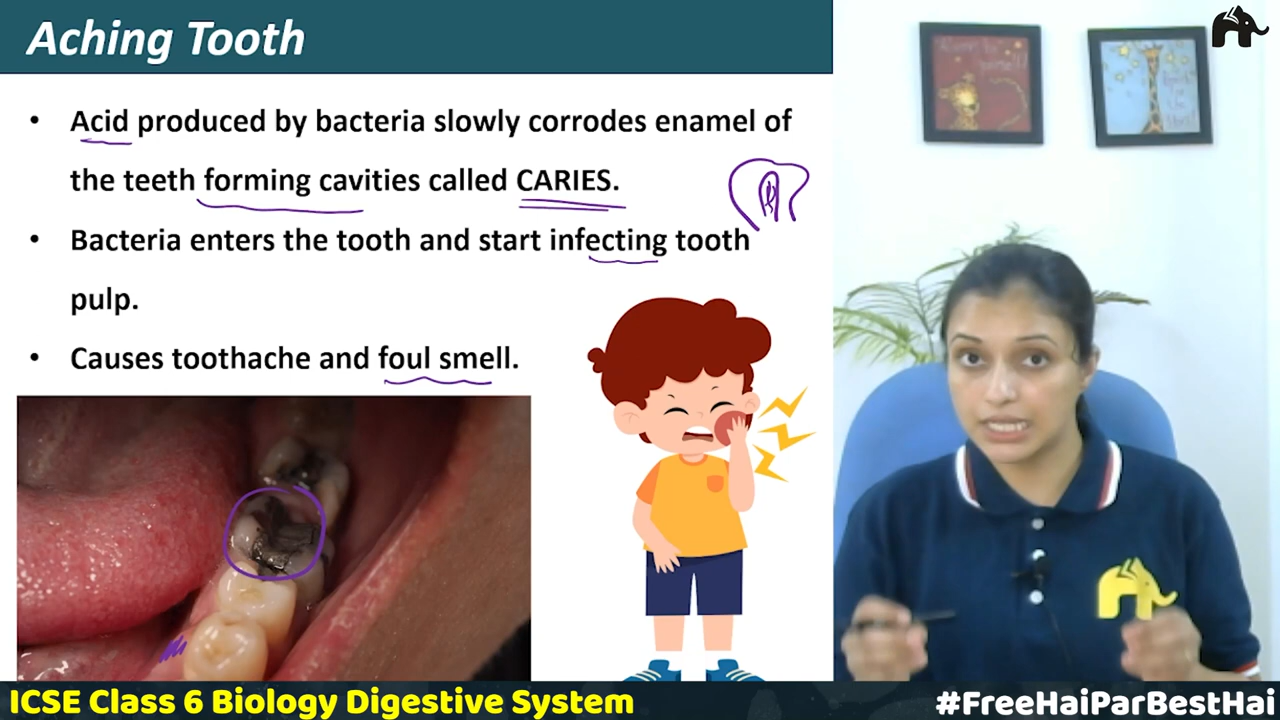 Aching Tooth
• Acid produced by bacteria slowly corrodes enamel of
the teeth forming cavities called CARIES.
• Bacteria enters the tooth and start infecting tooth
pulp.
• Causes toothache and foul smell.
ICSE Class 6 Biology Digestive System
#FreeHaiParBestHai